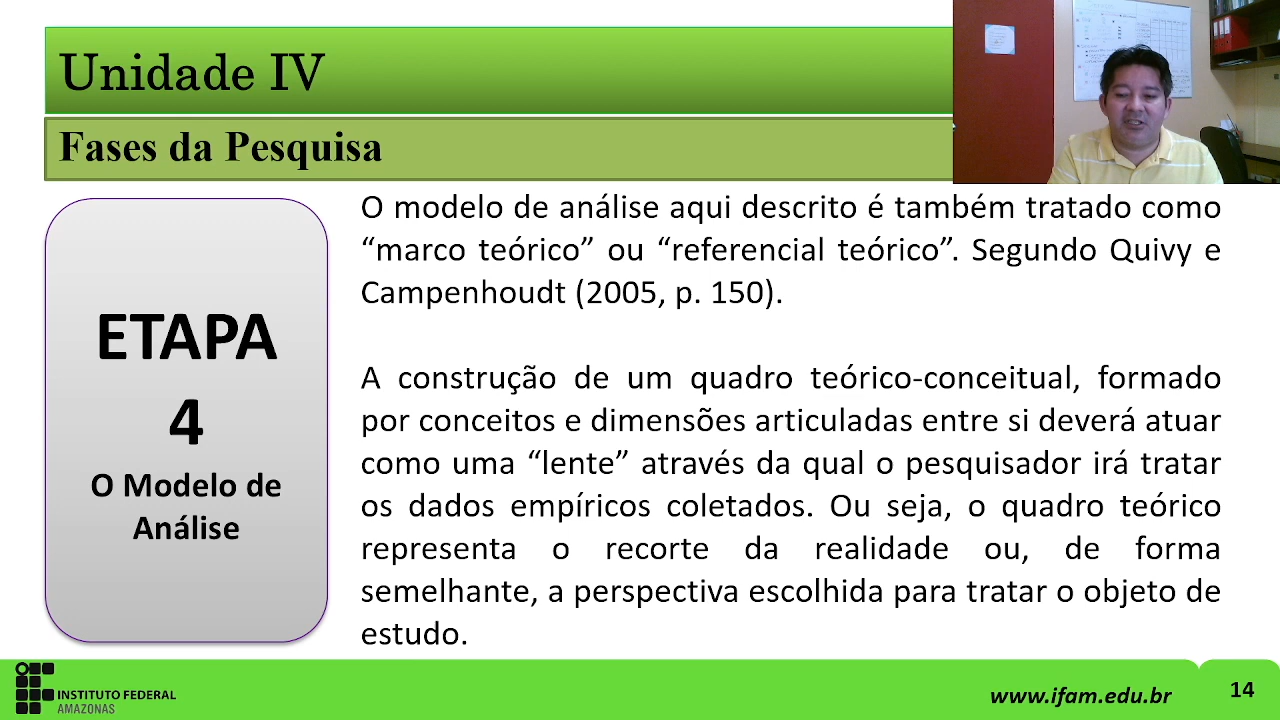 Unidade IV
Fases da Pesquisa
ETAPA
4
O Modelo de
Análise
O modelo de análise aqui descrito é também tratado como
“marco teórico” ou “referencial teórico”. Segundo Quivy e
Campenhoudt (2005, p. 150).
A construção de um quadro teórico-conceitual, formado
por conceitos e dimensões articuladas entre si deverá atuar
como uma “lente” através da qual o pesquisador irá tratar
os dados empíricos coletados. Ou seja, o quadro teórico
representa o recorte da realidade ou, de forma
semelhante, a perspectiva escolhida para tratar o objeto de
estudo.
INSTITUTO FEDERAL
AMAZONAS
www.ifam.edu.br
14